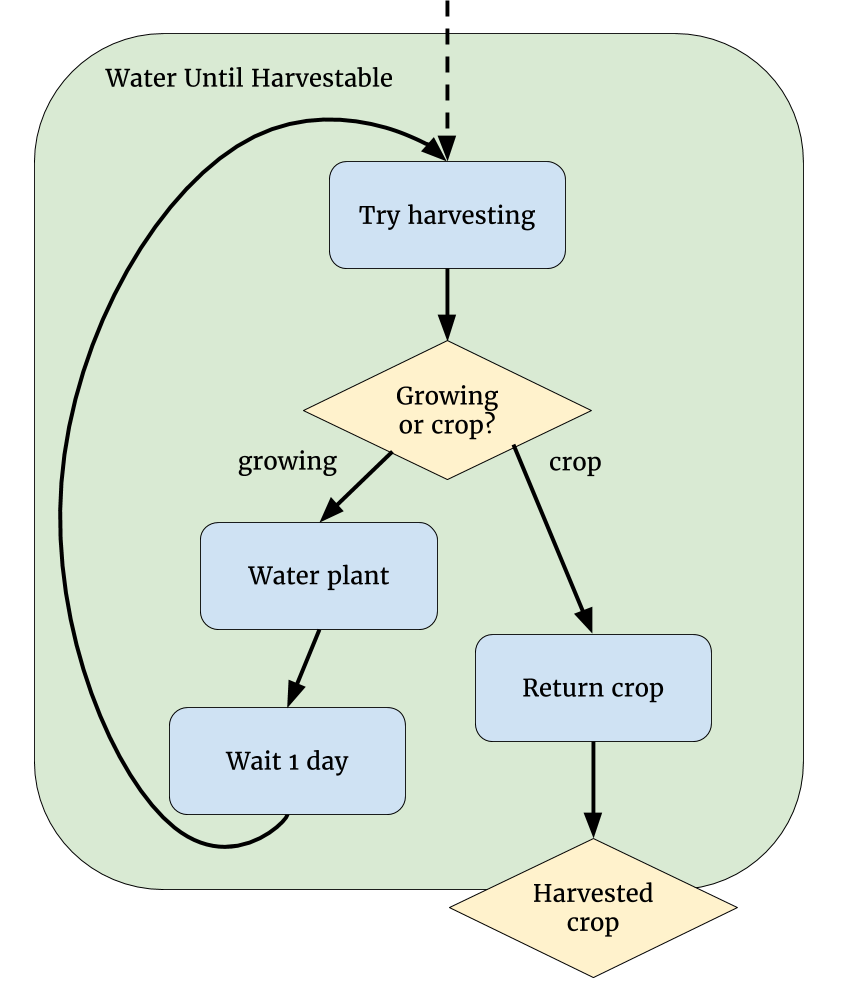 Water Until Harvestable
Try harvesting
Growing
or crop?
growing
crop
Water plant
Return crop
Wait 1 day
Harvested
crop